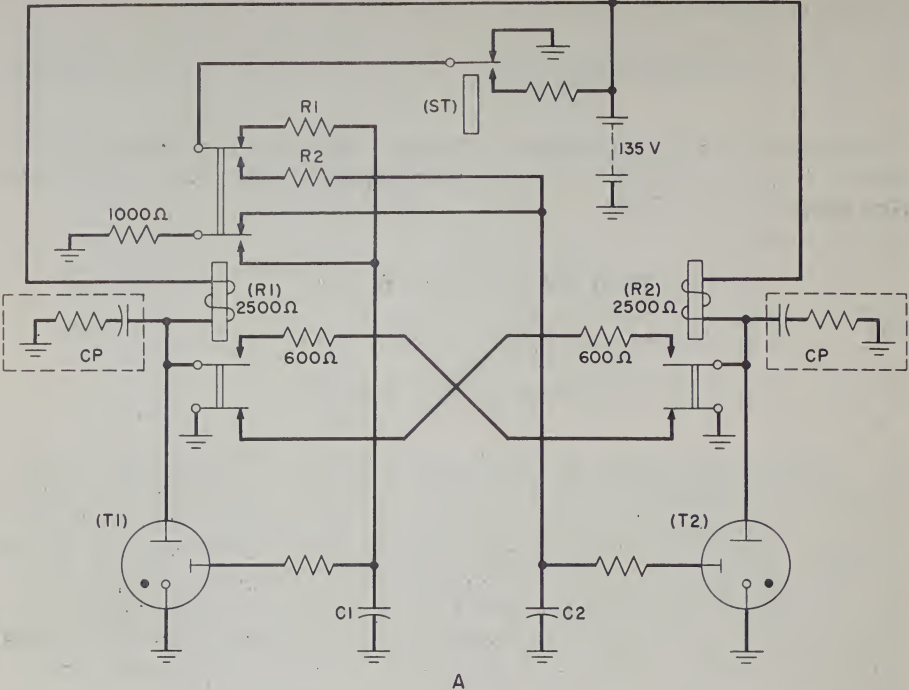 (ST)
135 V
R1
R2
1000Ω
(R1)
2500Ω
(R2)
2500Ω
CP
600Ω
600Ω
CP
(T1)
(T2)
C1
C2
A